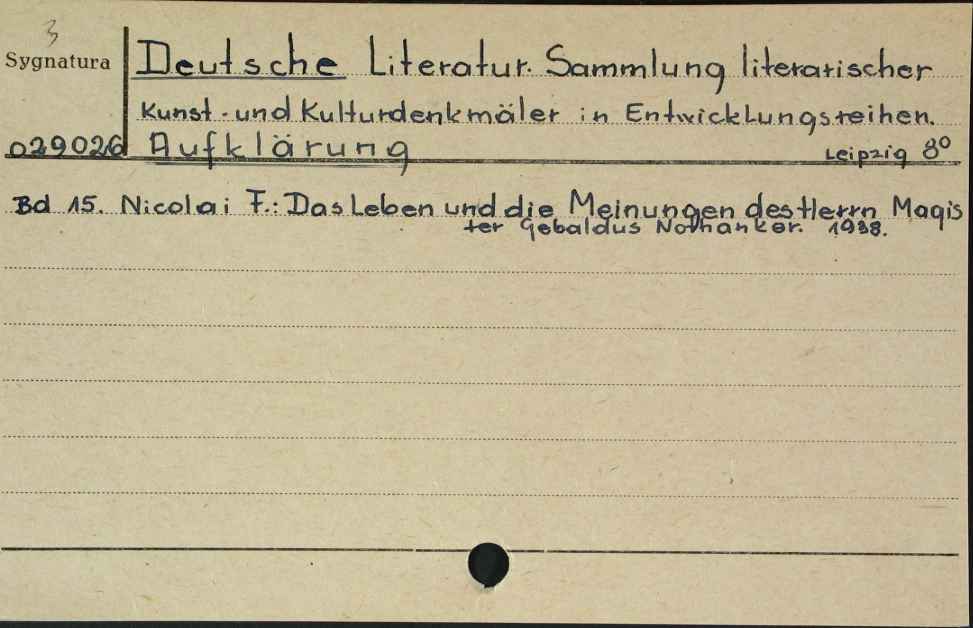 3
Sygnatura
Deutsche Literatur. Sammlung literarischer
Kunst- und Kulturdenkmäler in Entwicklungsreihen.
029026 Aufklärung Leipzig 8°
Bd 15. Nicolai F.: Das Leben und die Meinungen des Herrn Magis
ter Gebaldus Nothanker. 1938.